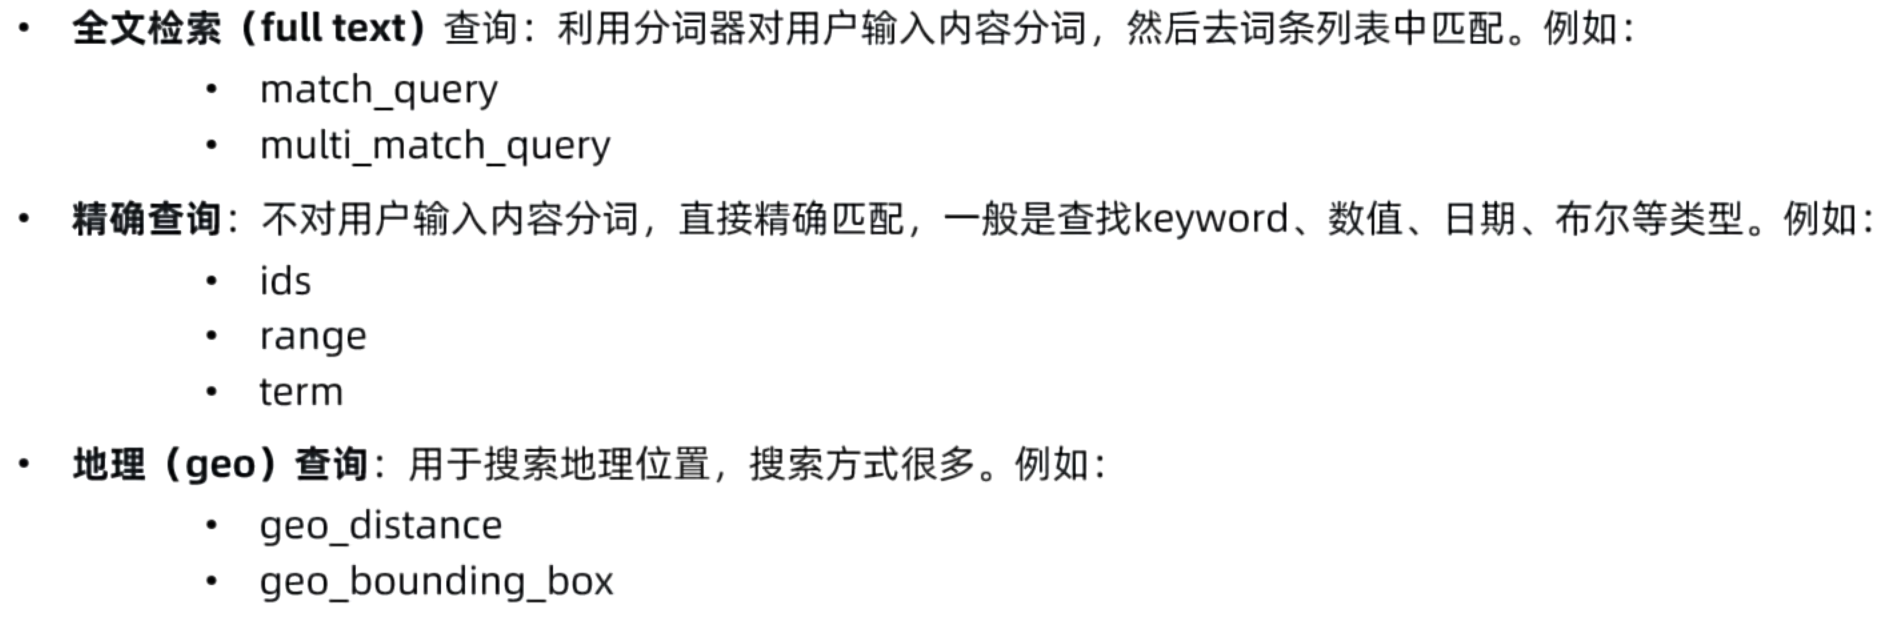 • 全文检索（full text）查询：利用分词器对用户输入内容分词，然后去词条列表中匹配。例如：
• match_query
• multi_match_query
• 精确查询：不对用户输入内容分词，直接精确匹配，一般是查找keyword、数值、日期、布尔等类型。例如：
• ids
• range
• term
• 地理（geo）查询：用于搜索地理位置，搜索方式很多。例如：
• geo_distance
• geo_bounding_box